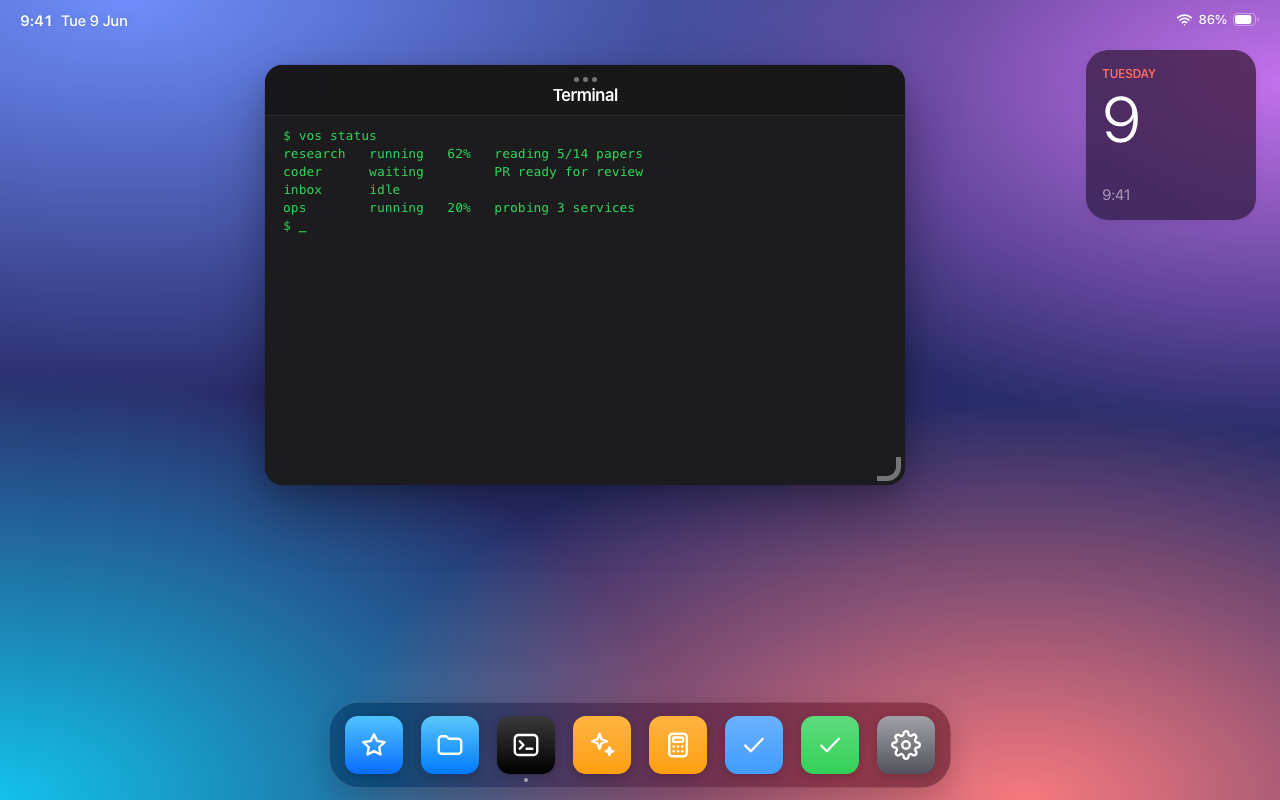 9:41 Tue 9 Jun
86%
TUESDAY
9
9:41
Terminal
$ vos status
research   running   62%   reading 5/14 papers
coder      waiting         PR ready for review
inbox      idle
ops        running   20%   probing 3 services
$ _